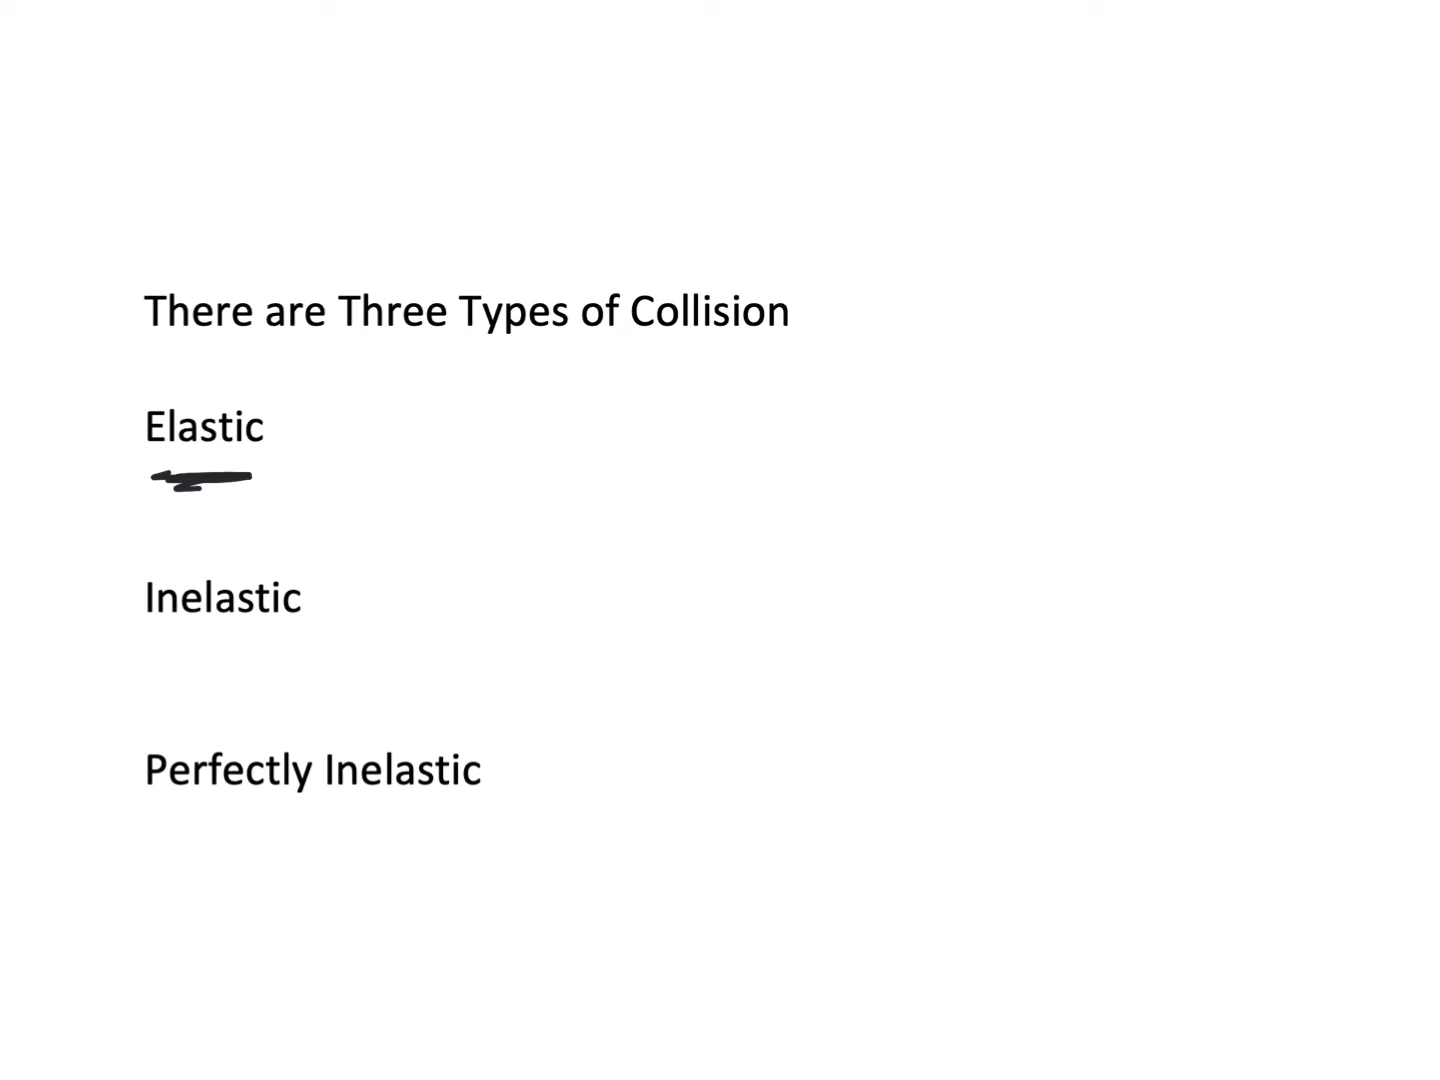 There are Three Types of Collision
Elastic
Inelastic
Perfectly Inelastic